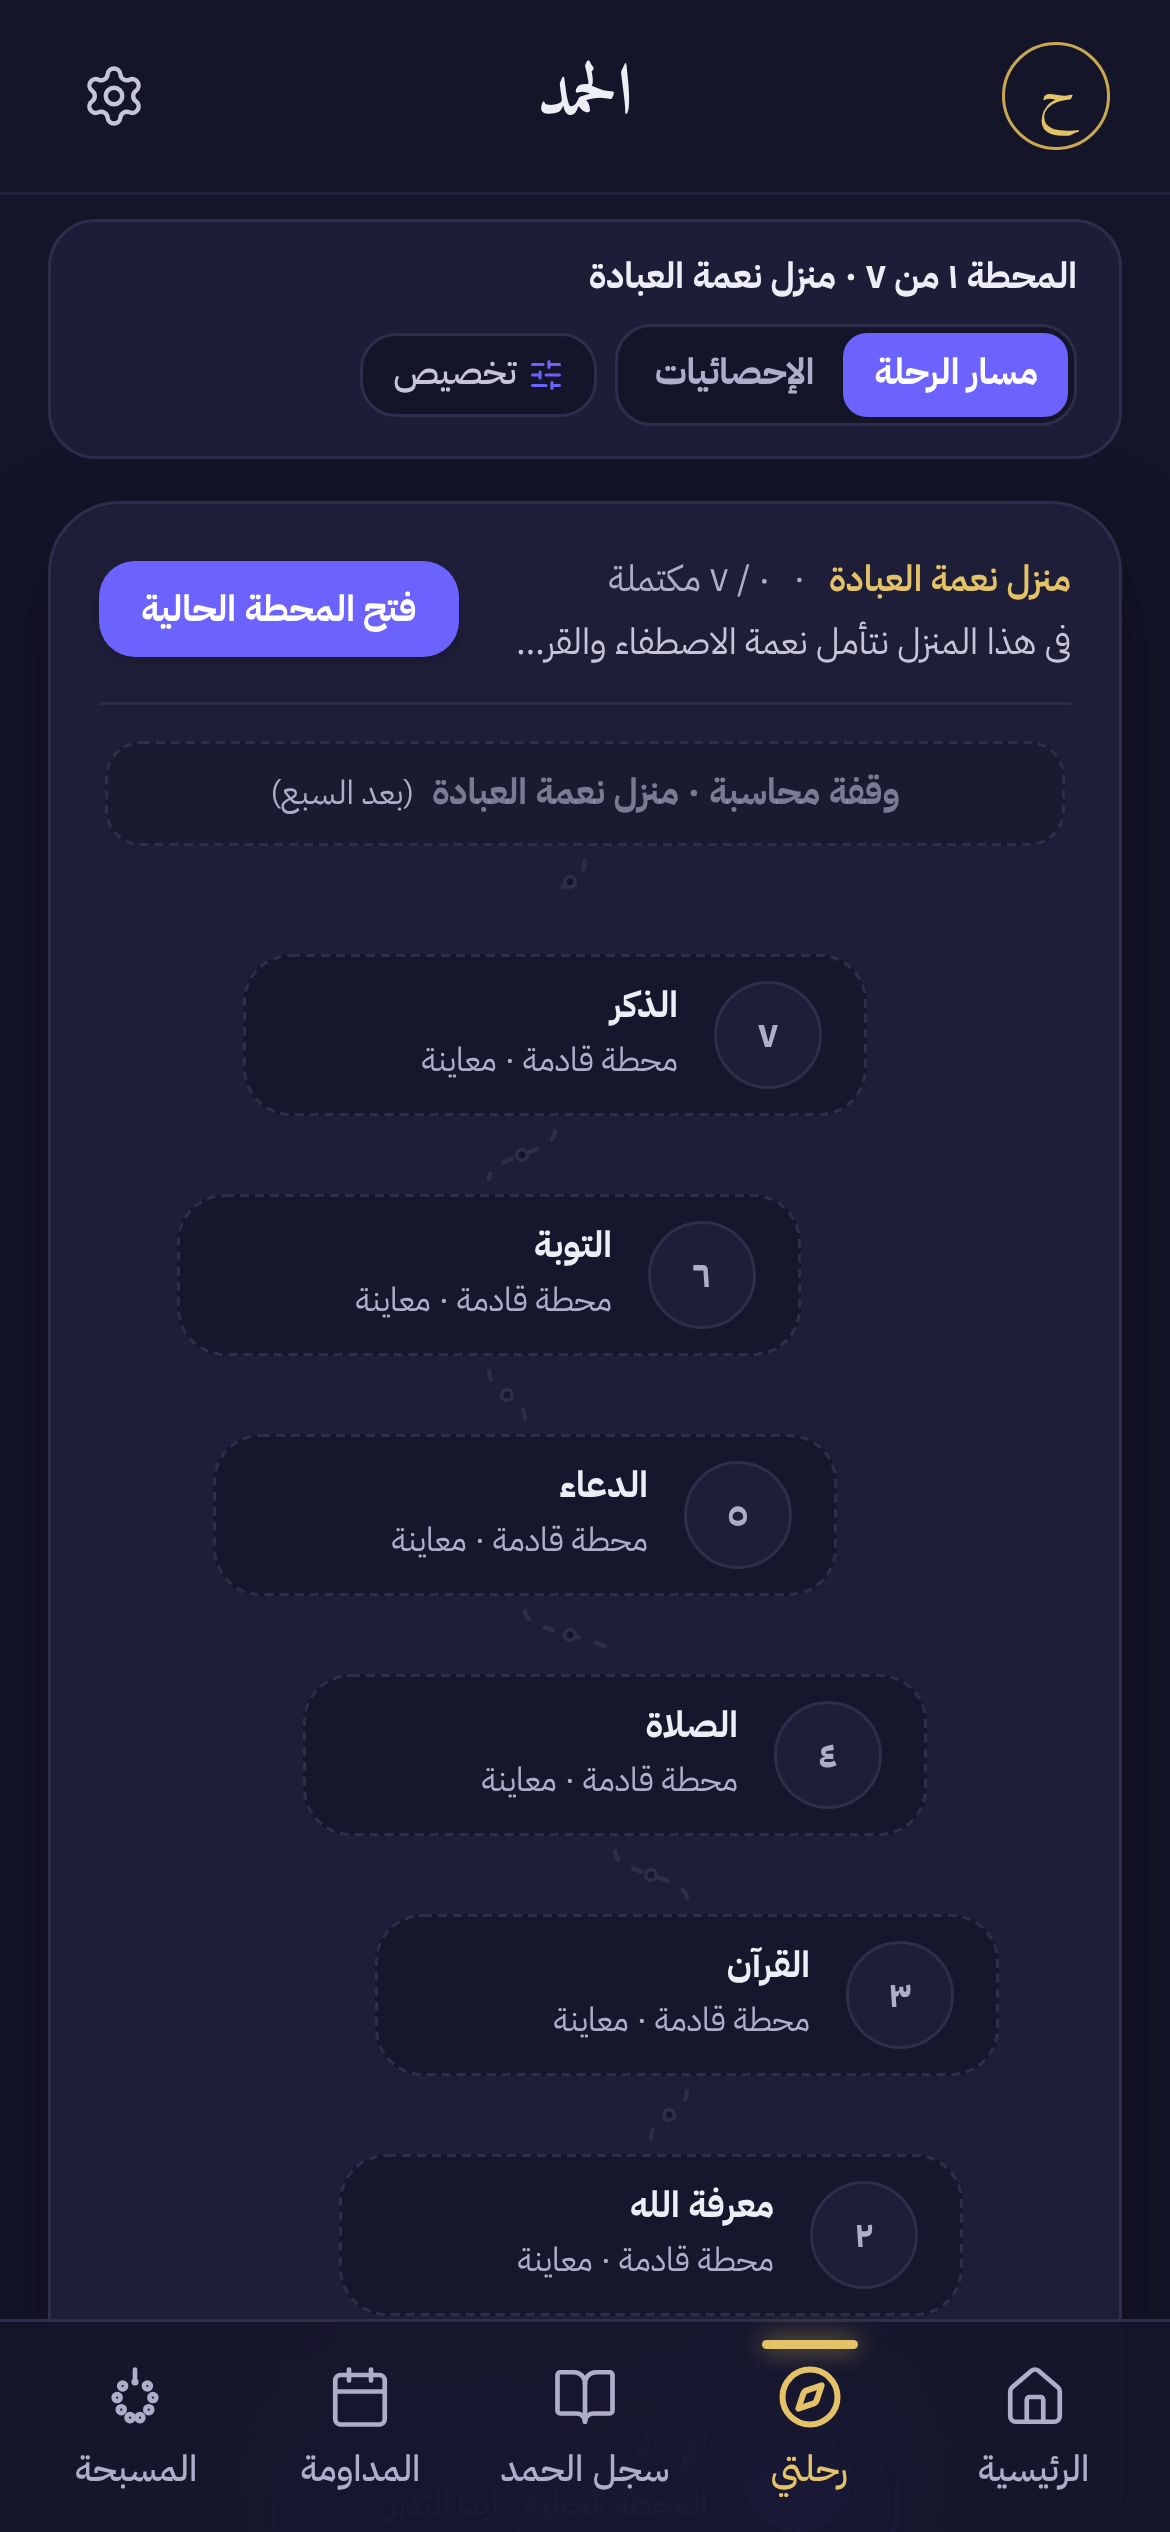 ح
الحمد
المحطة ١ من ٧ · منزل نعمة العبادة
مسار الرحلة
الإحصائيات
تخصيص
منزل نعمة العبادة · ٠ / ٧ مكتملة
في هذا المنزل نتأمل نعمة الاصطفاء والقر...
فتح المحطة الحالية
وقفة محاسبة · منزل نعمة العبادة (بعد السبع)
٧
الذكر
محطة قادمة · معاينة
٦
التوبة
محطة قادمة · معاينة
٥
الدعاء
محطة قادمة · معاينة
٤
الصلاة
محطة قادمة · معاينة
٣
القرآن
محطة قادمة · معاينة
٢
معرفة الله
محطة قادمة · معاينة
الرئيسية
رحلتي
سجل الحمد
المداومة
المسبحة